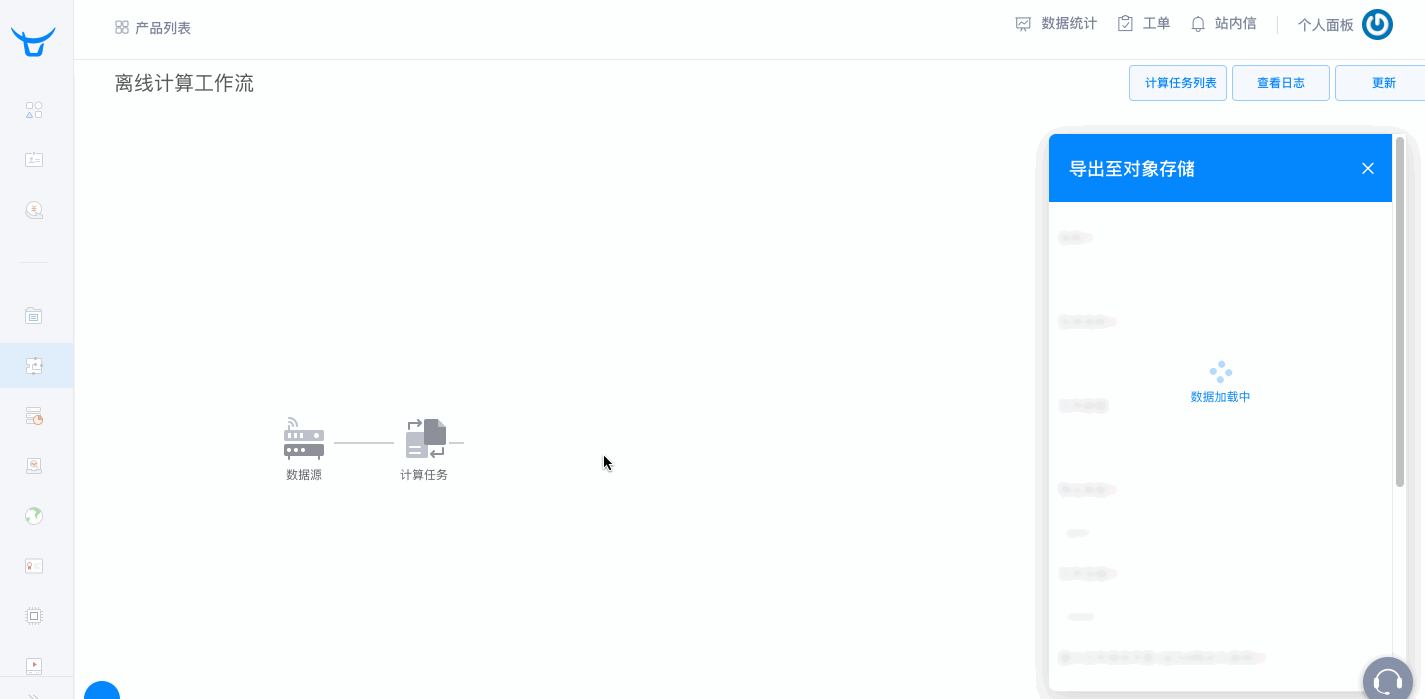 产品列表
数据统计
工单
站内信
个人面板
离线计算工作流
计算任务列表
查看日志
更新
导出至对象存储
数据加载中
数据源
计算任务